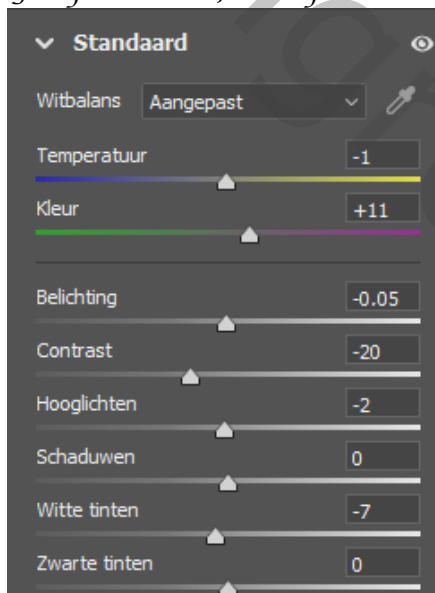 Standaard
Witbalans Aangepast
Temperatuur -1
Kleur +11
Belichting -0.05
Contrast -20
Hooglichten -2
Schaduwen 0
Witte tinten -7
Zwarte tinten 0